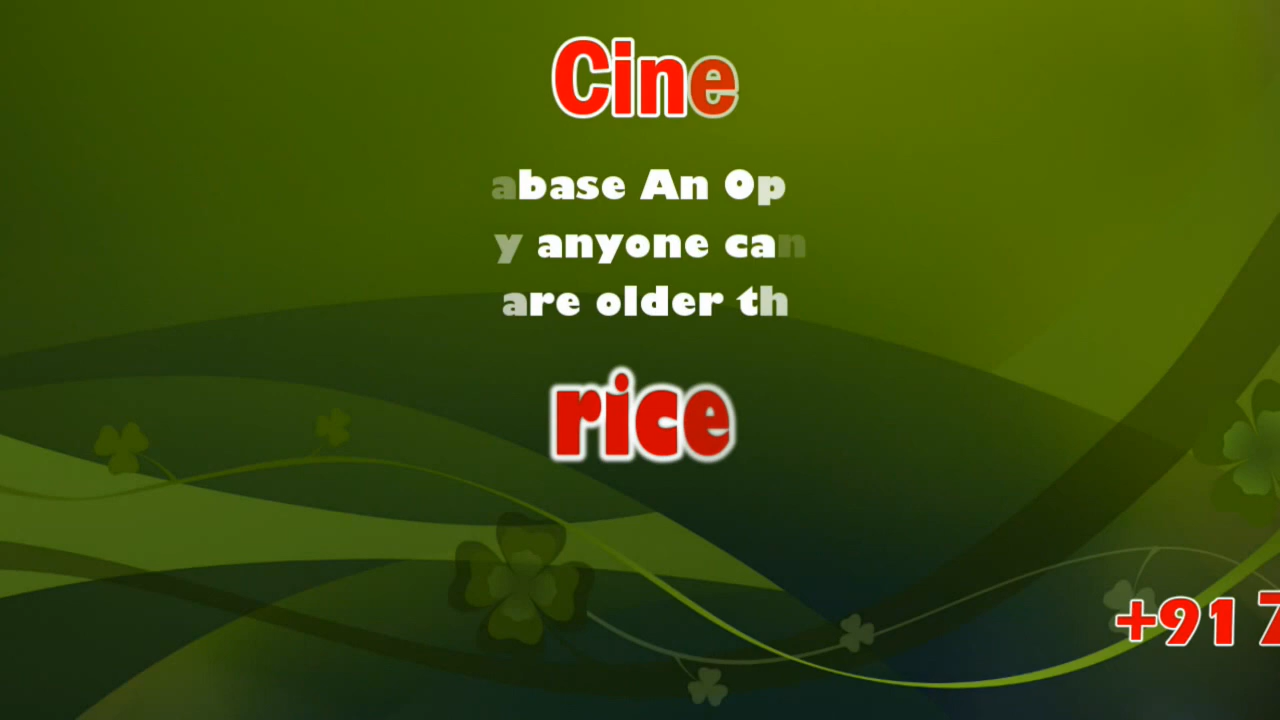 Cine
abase An Op
y anyone can
are older th
rice
+91 7